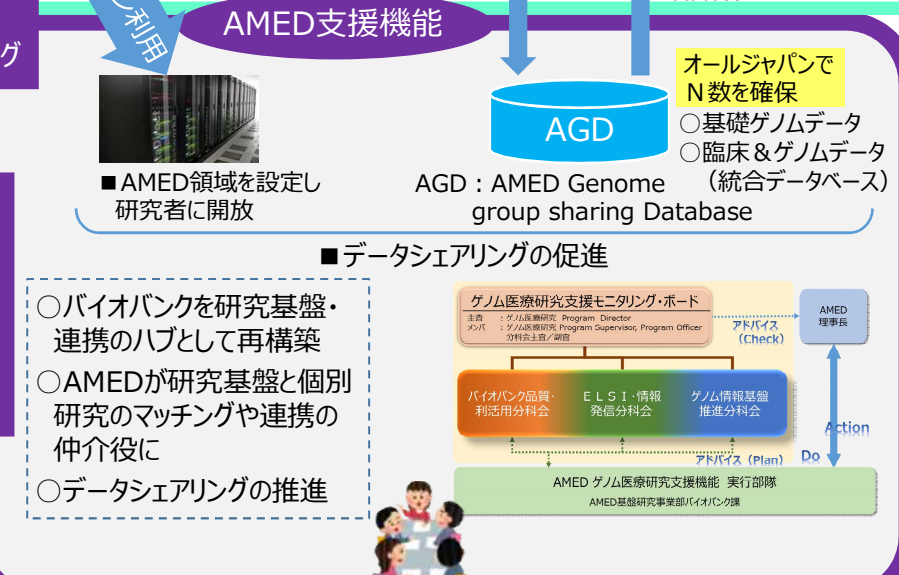 グ
し利用
AMED支援機能
オールジャパンで
N数を確保
○基礎ゲノムデータ
○臨床&ゲノムデータ
(統合データベース)
AGD
■AMED領域を設定し
研究者に開放
AGD:AMED Genome
group sharing Database
■データシェアリングの促進
○バイオバンクを研究基盤・
連携のハブとして再構築
○AMEDが研究基盤と個別
研究のマッチングや連携の
仲介役に
○データシェアリングの推進
ゲノム医療研究支援モニタリング・ボード
主査 :ゲノム医療研究 Program Director
メンバ :ゲノム医療研究 Program Supervisor, Program Officer
分科会主査/副査
アドバイス
(Check)
AMED
理事長
バイオバンク品質・
利活用分科会
ELSI・情報
発信分科会
ゲノム情報基盤
推進分科会
Action
アドバイス (Plan)
Do
AMED ゲノム医療研究支援機能 実行部隊
AMED基盤研究事業部バイオバンク課